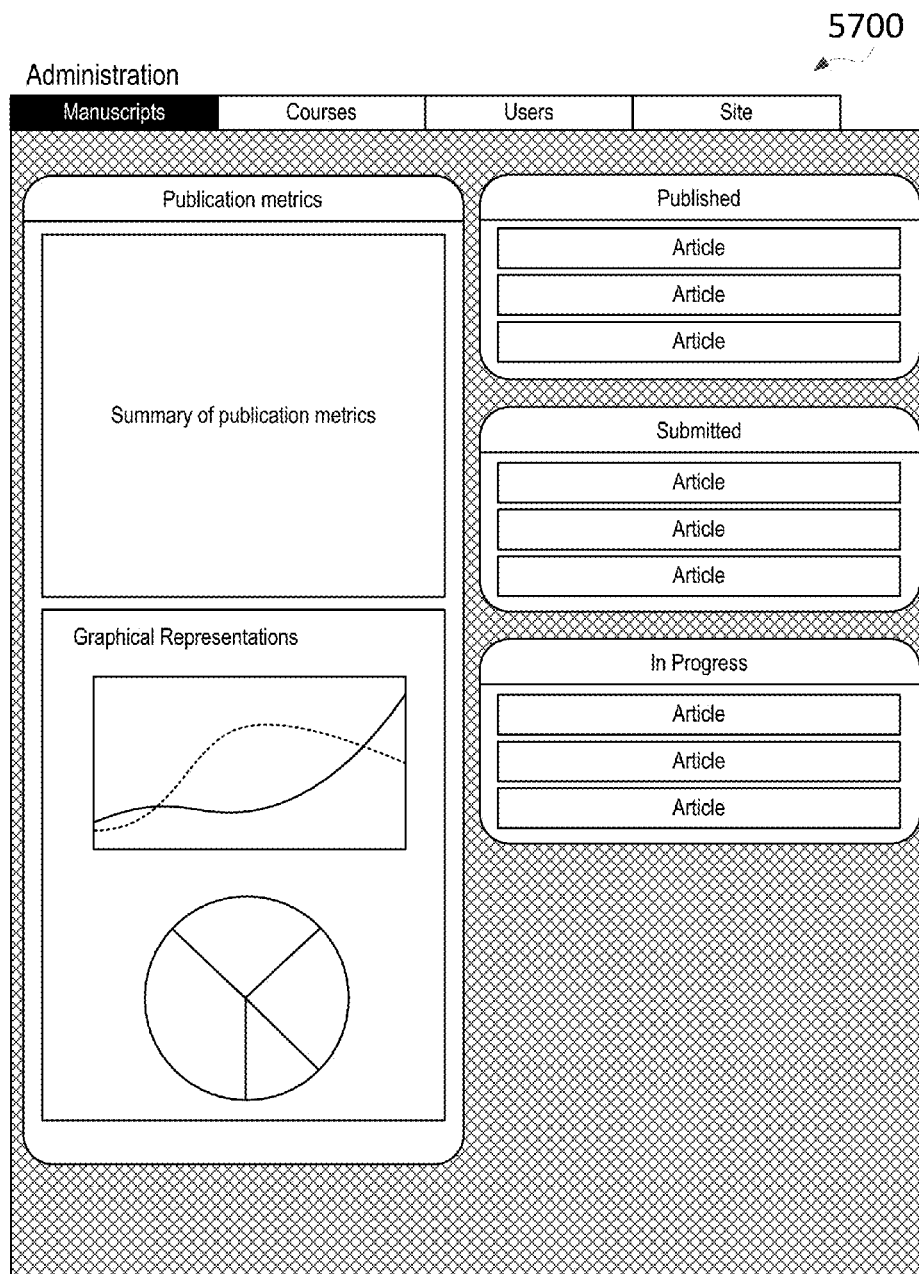 5700
Administration
Manuscripts Courses Users Site
Publication metrics
Summary of publication metrics
Graphical Representations
Published
Article
Article
Article
Submitted
Article
Article
Article
In Progress
Article
Article
Article